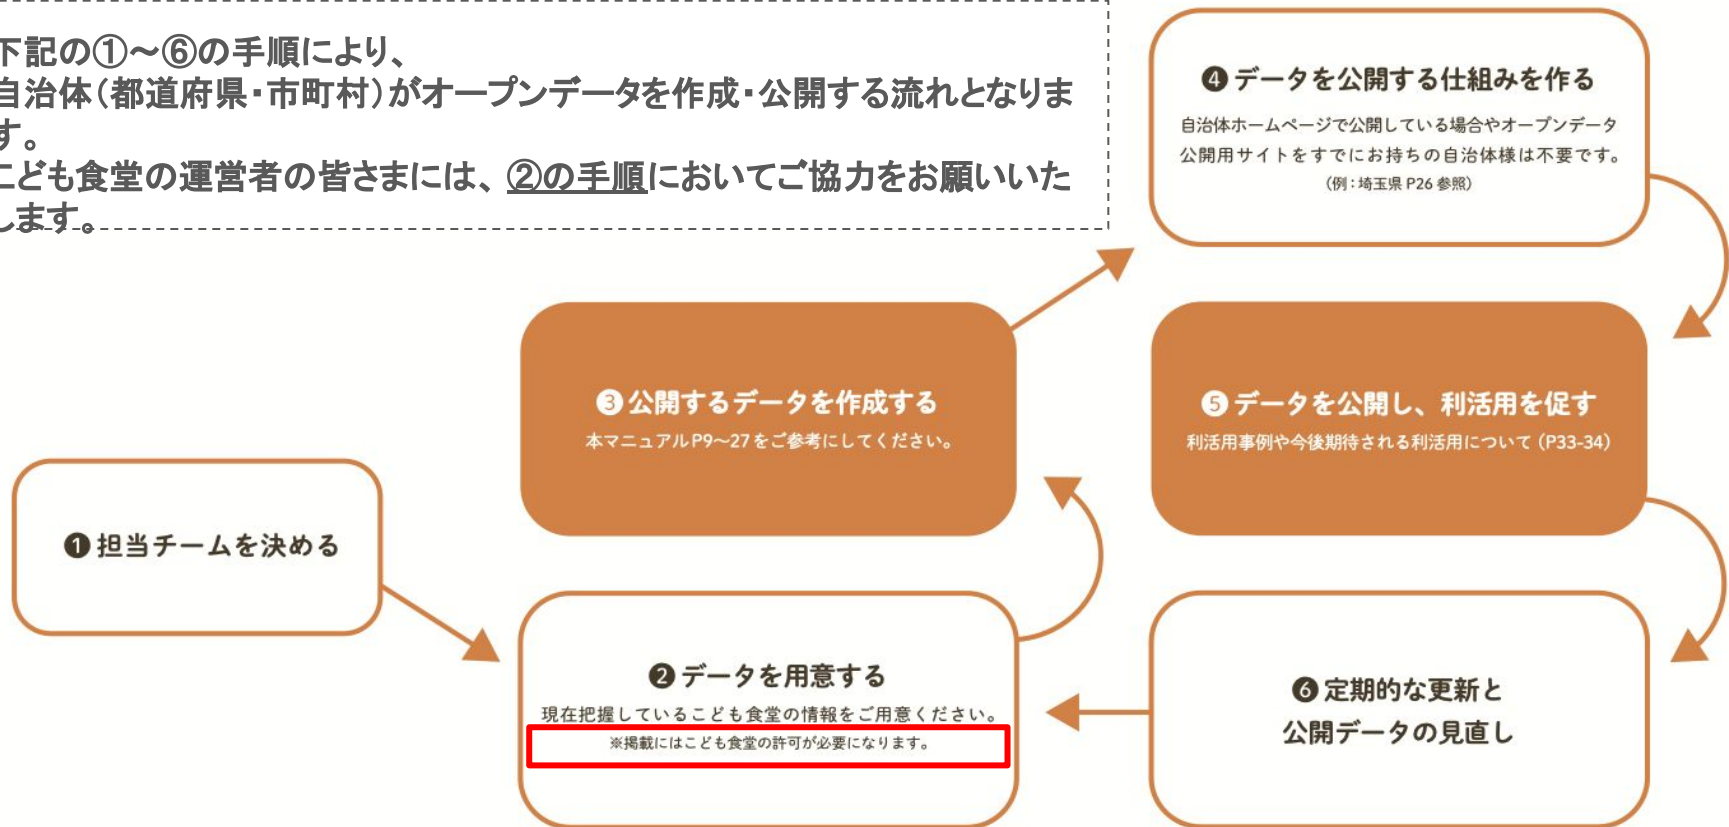 下記の①～⑥の手順により、
自治体（都道府県・市町村）がオープンデータを作成・公開する流れとなりま
す。
こども食堂の運営者の皆さまには、②の手順においてご協力をお願いいた
します。
❶担当チームを決める
❷データを用意する
現在把握しているこども食堂の情報をご用意ください。
※掲載にはこども食堂の許可が必要になります。
❸公開するデータを作成する
本マニュアルP9〜27をご参考にしてください。
❹データを公開する仕組みを作る
自治体ホームページで公開している場合やオープンデータ
公開用サイトをすでにお持ちの自治体様は不要です。
（例：埼玉県 P26 参照）
❺データを公開し、利活用を促す
利活用事例や今後期待される利活用について（P33-34）
❻定期的な更新と
公開データの見直し